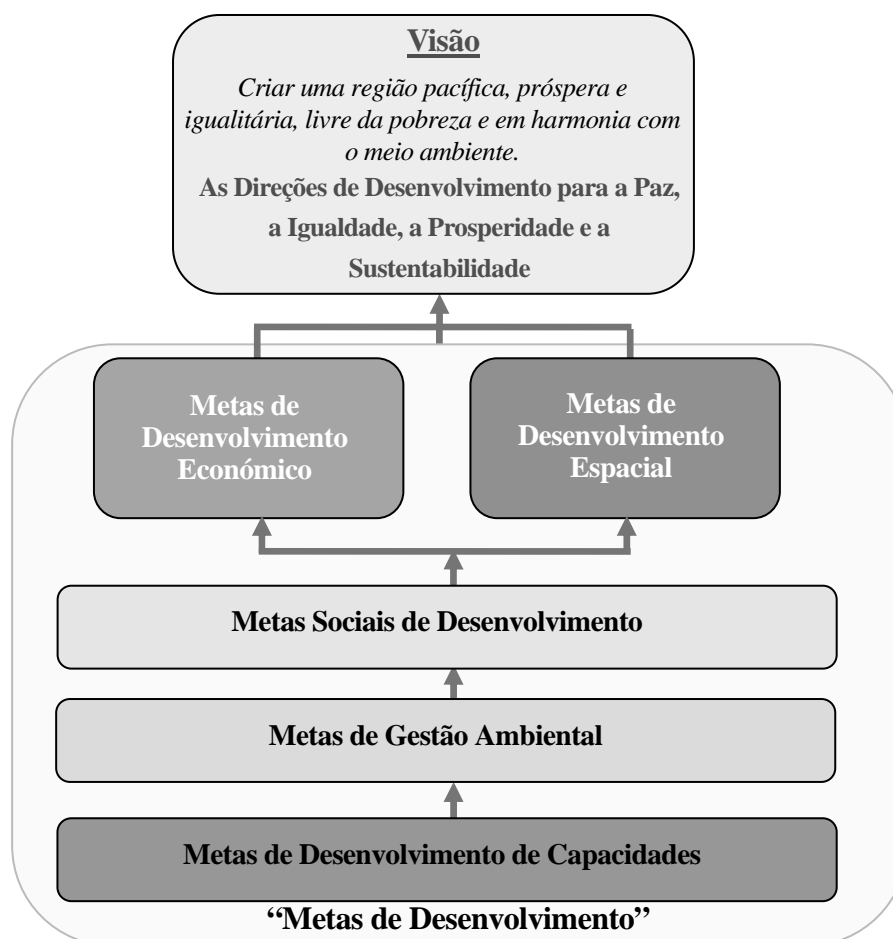 Visão
Criar uma região pacífica, próspera e
igualitária, livre da pobreza e em harmonia com
o meio ambiente.
As Direções de Desenvolvimento para a Paz,
a Igualdade, a Prosperidade e a
Sustentabilidade
Metas de
Desenvolvimento
Económico
Metas de
Desenvolvimento
Espacial
Metas Sociais de Desenvolvimento
Metas de Gestão Ambiental
Metas de Desenvolvimento de Capacidades
“Metas de Desenvolvimento”